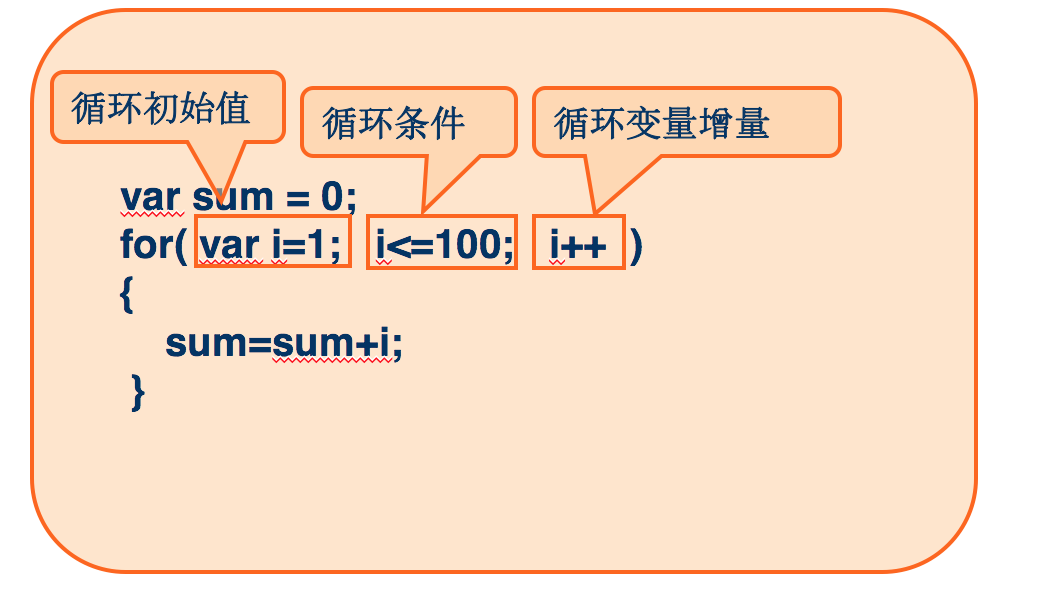 循环初始值
循环条件
循环变量增量
var sum = 0;
for( var i=1; i<=100; i++ )
{
sum=sum+i;
}